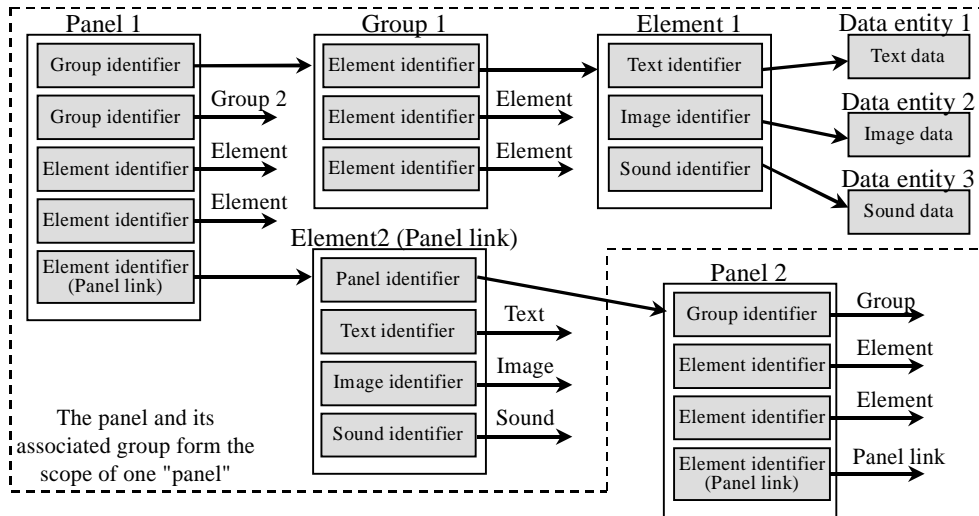 Panel 1
Group identifier
Group identifier
Group 2
Element identifier
Element
Element identifier
Element
Element identifier
(Panel link)
Group 1
Element identifier
Element identifier
Element
Element identifier
Element
Element 1
Text identifier
Image identifier
Sound identifier
Data entity 1
Text data
Data entity 2
Image data
Data entity 3
Sound data
Element2 (Panel link)
Panel identifier
Text identifier
Text
Image identifier
Image
Sound identifier
Sound
Panel 2
Group identifier
Group
Element identifier
Element
Element identifier
Element
Element identifier
(Panel link)
Panel link
The panel and its
associated group form the
scope of one "panel"